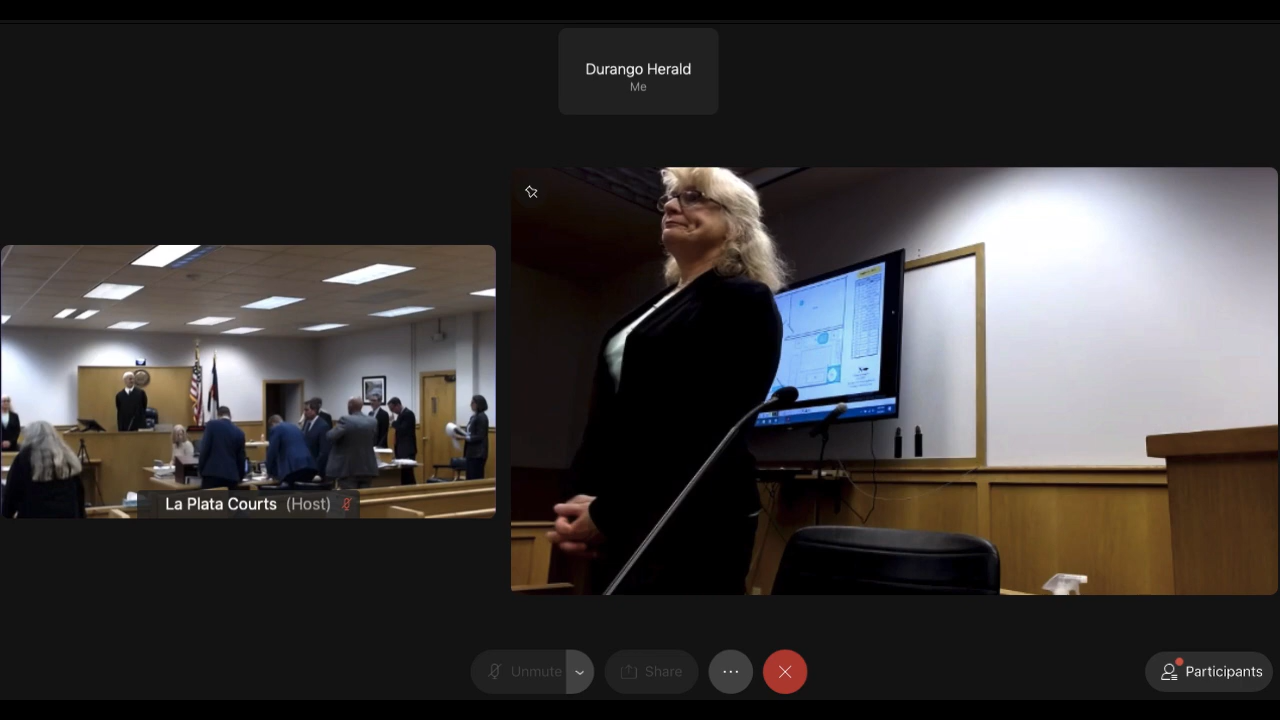 Durango Herald
Me
La Plata Courts (Host)
Unmute
Share
Participants